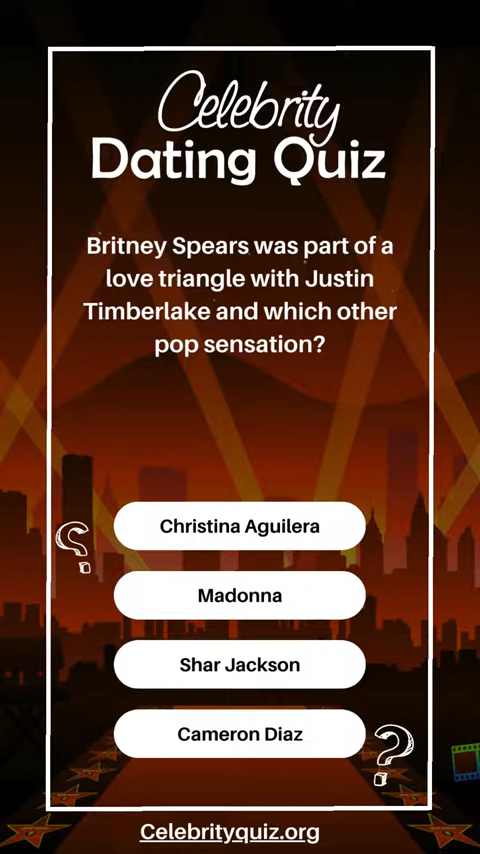 Celebrity
Dating Quiz
Britney Spears was part of a
love triangle with Justin
Timberlake and which other
pop sensation?
Christina Aguilera
?
Madonna
Shar Jackson
Cameron Diaz
?
Celebrityquiz.org